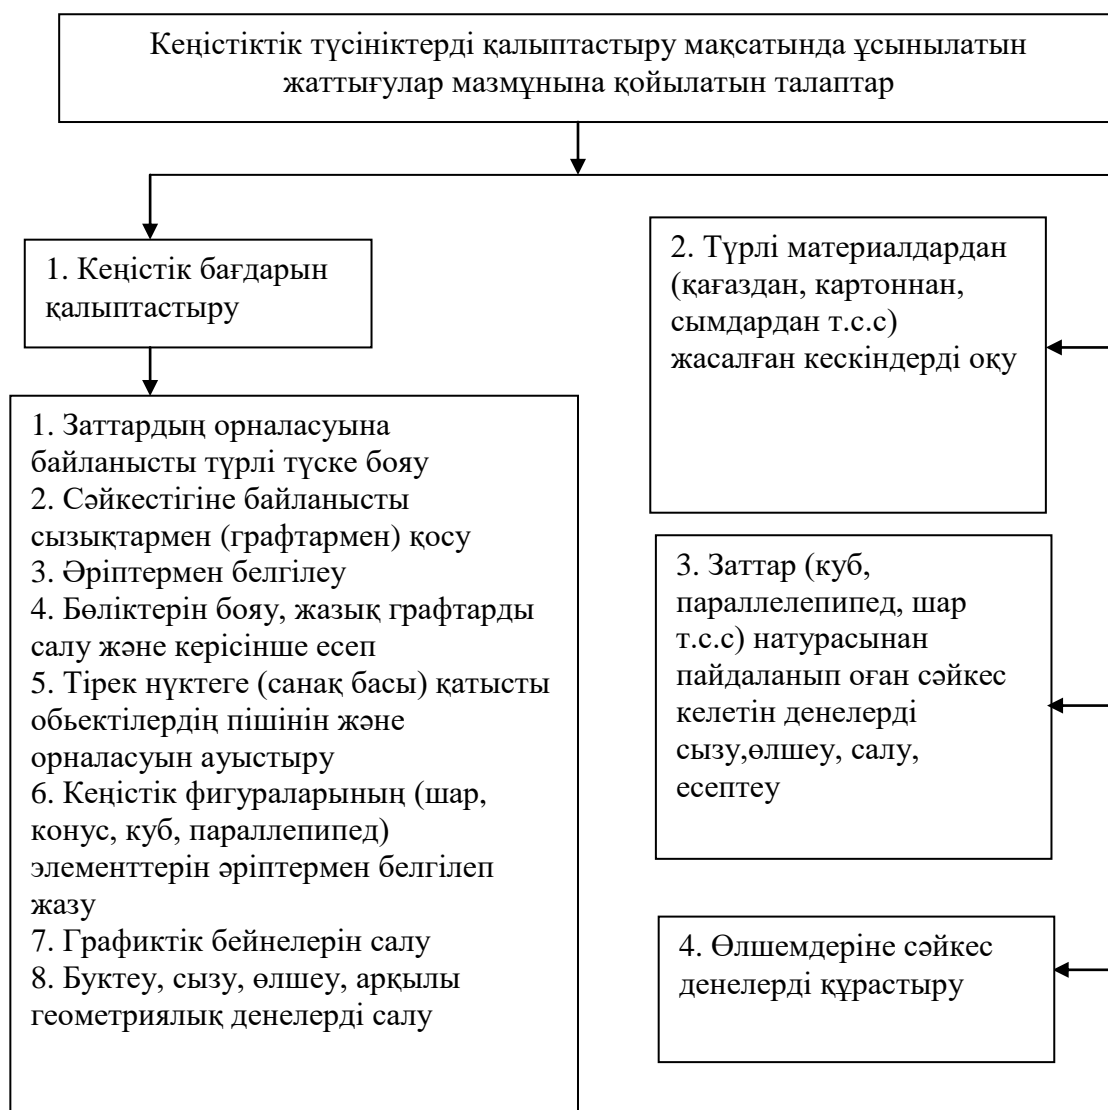 Кеңістіктік түсініктерді қалыптастыру мақсатында ұсынылатын
жаттығулар мазмұнына қойылатын талаптар
1. Кеңістік бағдарын
қалыптастыру
1. Заттардың орналасуына
байланысты түрлі түске бояу
2. Сәйкестігіне байланысты
сызықтармен (графтармен) қосу
3. Әріптермен белгілеу
4. Бөліктерін бояу, жазық графтарды
салу және керісінше есеп
5. Тірек нүктеге (санақ басы) қатысты
обьектілердің пішінін және
орналасуын ауыстыру
6. Кеңістік фигураларының (шар,
конус, куб, параллепипед)
элементтерін әріптермен белгілеп
жазу
7. Графиктік бейнелерін салу
8. Буктеу, сызу, өлшеу, арқылы
геометриялық денелерді салу
2. Түрлі материалдардан
(қағаздан, картоннан,
сымдардан т.с.с)
жасалған кескіндерді оқу
3. Заттар (куб,
параллелепипед, шар
т.с.с) натурасынан
пайдаланып оған сәйкес
келетін денелерді
сызу,өлшеу, салу,
есептеу
4. Өлшемдеріне сәйкес
денелерді құрастыру